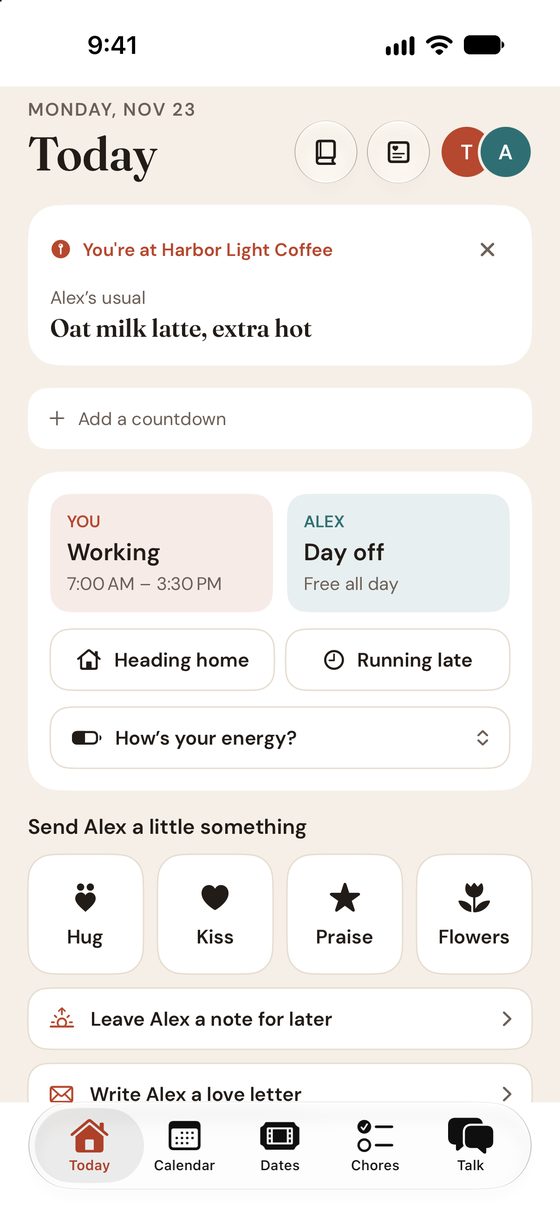 9:41
MONDAY, NOV 23
Today
T
A
You're at Harbor Light Coffee
Alex’s usual
Oat milk latte, extra hot
Add a countdown
YOU
Working
7:00 AM – 3:30 PM
ALEX
Day off
Free all day
Heading home
Running late
How’s your energy?
Send Alex a little something
Hug
Kiss
Praise
Flowers
Leave Alex a note for later
Write Alex a love letter
Today
Calendar
Dates
Chores
Talk